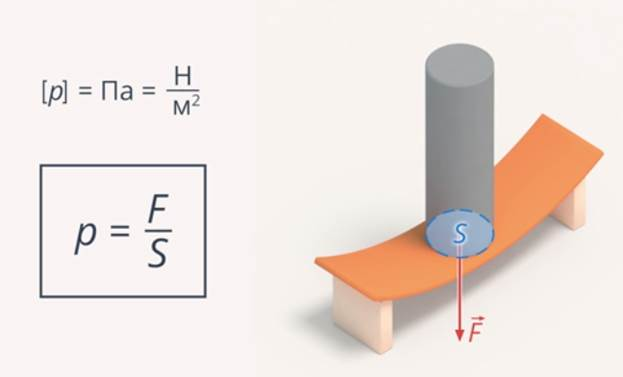 [p] = Па = Н/м²
p = F/S
S
F⃗